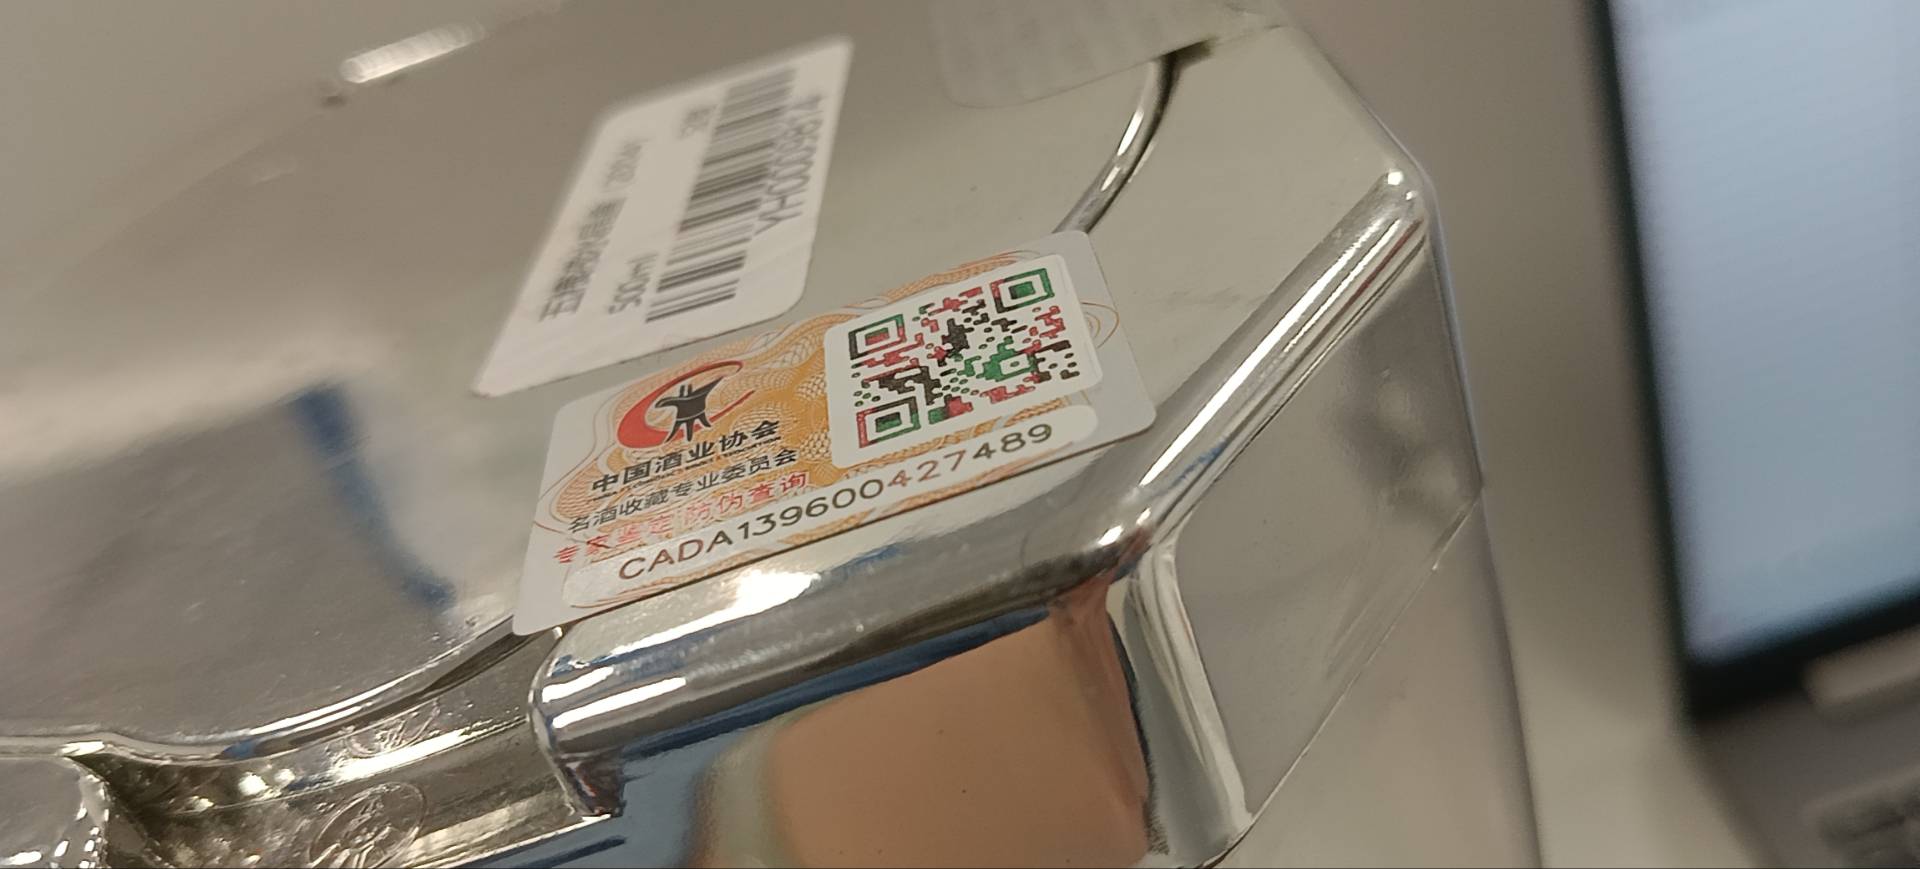 500ml
YH0009814
中国酒业协会
名酒收藏专业委员会
专家鉴定 防伪查询
CADA139600427489